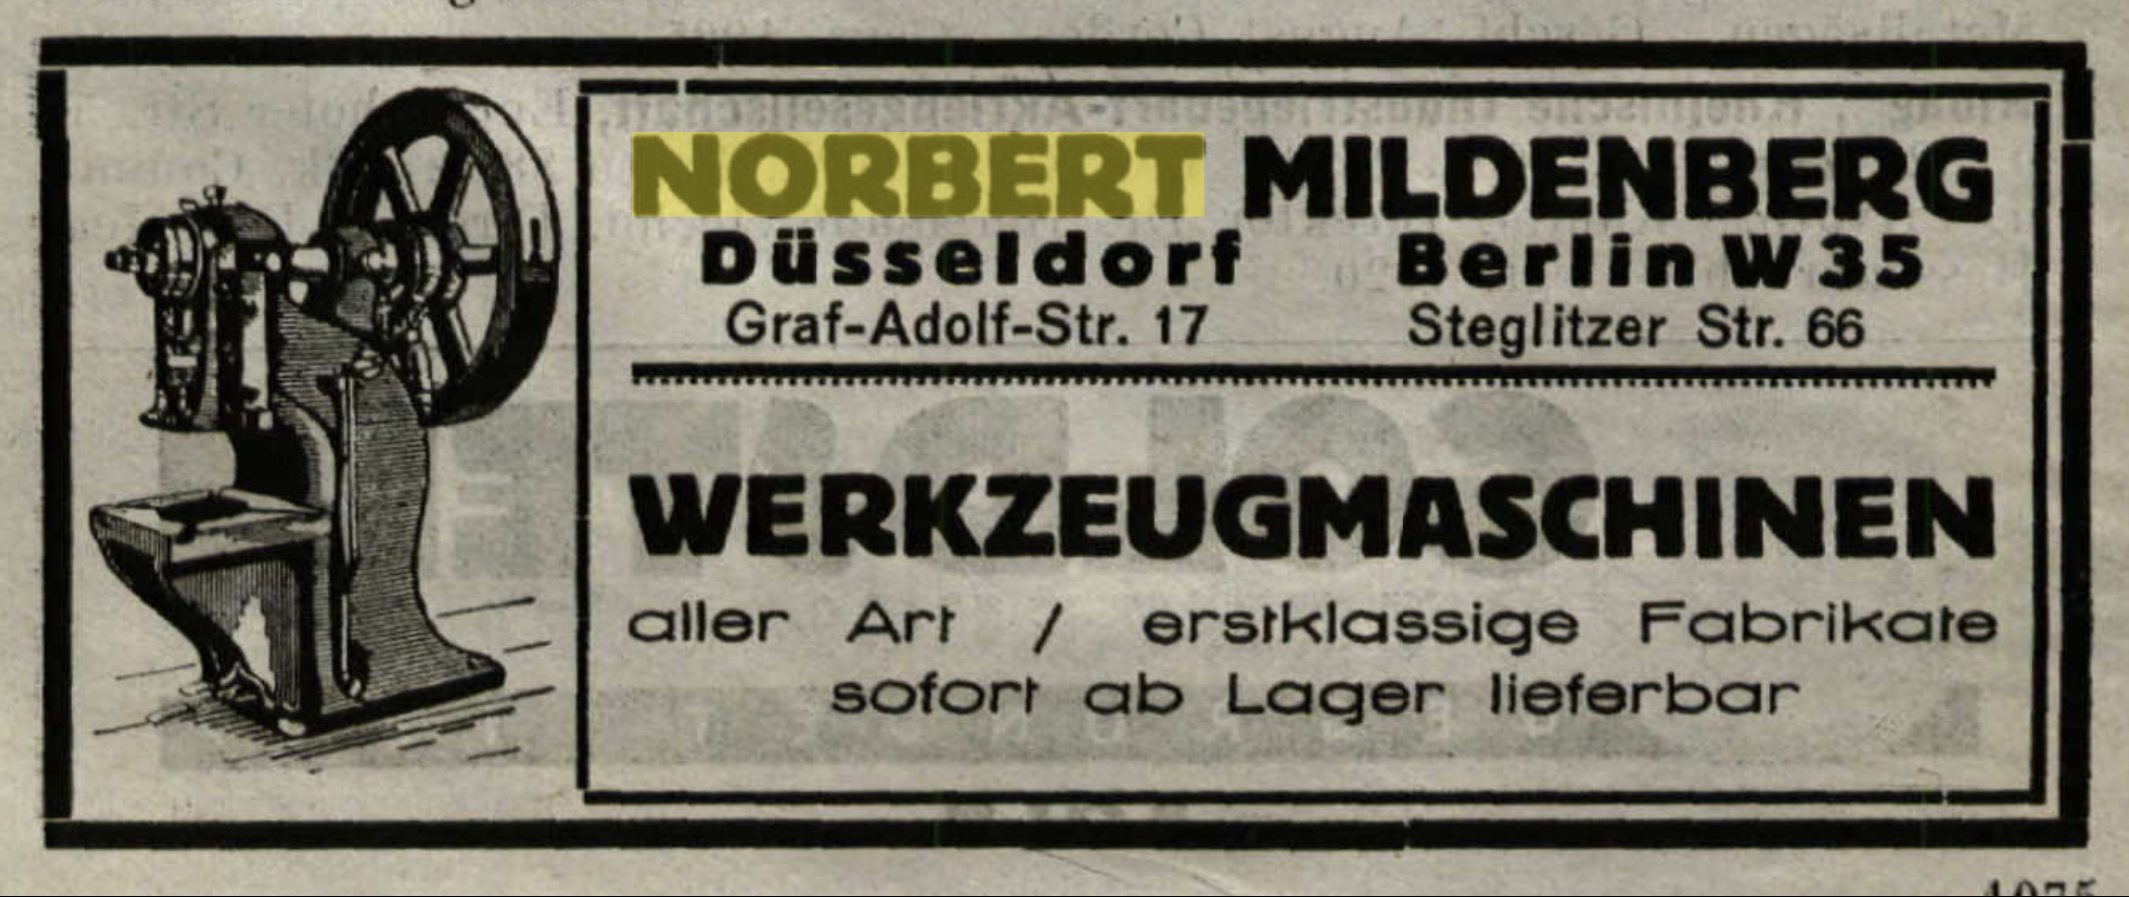 NORBERT MILDENBERG
Düsseldorf Berlin W 35
Graf-Adolf-Str. 17 Steglitzer Str. 66
WERKZEUGMASCHINEN
aller Art / erstklassige Fabrikate
sofort ab Lager lieferbar